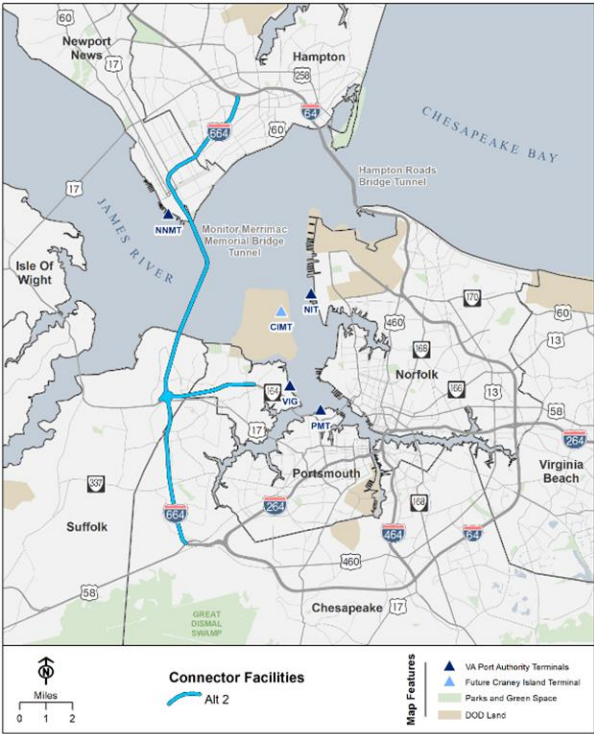 60
Newport
News
17
Hampton
258
664
64
60
CHESAPEAKE BAY
Hampton Roads
Bridge Tunnel
17
JAMES RIVER
NNMT
Monitor Merrimac
Memorial Bridge
Tunnel
Isle Of
Wight
NIT
CIMT
170
460
60
13
168
Norfolk
164
VIG
166
13
17
PMT
58
264
Portsmouth
Virginia
Beach
337
Suffolk
664
264
168
464
64
460
58
Chesapeake
17
GREAT
DISMAL
SWAMP
N
Miles
0 1 2
Connector Facilities
Alt 2
Map Features
VA Port Authority Terminals
Future Craney Island Terminal
Parks and Green Space
DOD Land